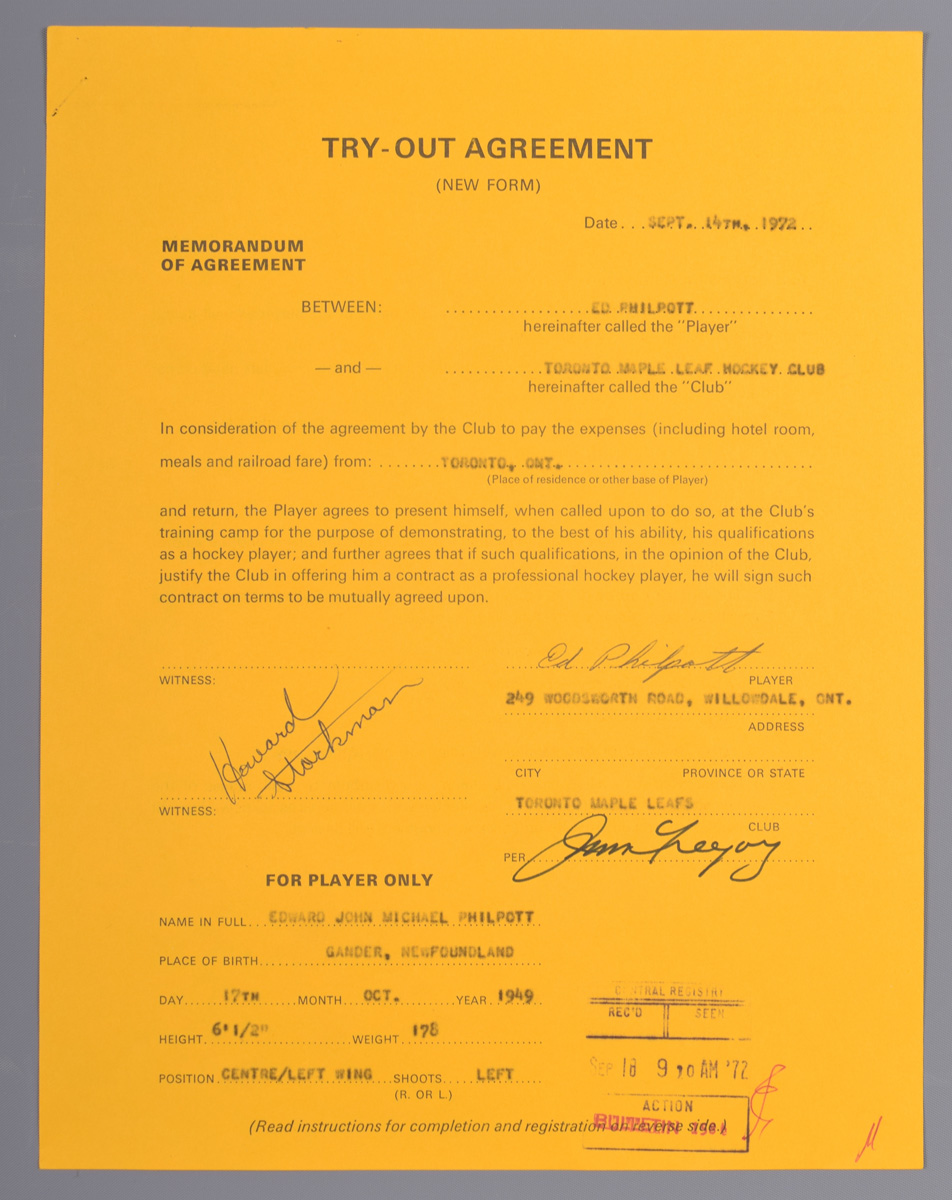 TRY-OUT AGREEMENT
(NEW FORM)
Date...SEPT. 14TH, 1972..
MEMORANDUM
OF AGREEMENT
BETWEEN: ED PHILPOTT
hereinafter called the "Player"
— and — TORONTO MAPLE LEAF HOCKEY CLUB
hereinafter called the "Club"
In consideration of the agreement by the Club to pay the expenses (including hotel room,
meals and railroad fare) from: TORONTO, ONT.
(Place of residence or other base of Player)
and return, the Player agrees to present himself, when called upon to do so, at the Club's
training camp for the purpose of demonstrating, to the best of his ability, his qualifications
as a hockey player; and further agrees that if such qualifications, in the opinion of the Club,
justify the Club in offering him a contract as a professional hockey player, he will sign such
contract on terms to be mutually agreed upon.
Ed Philpott
WITNESS: PLAYER
249 WOODSWORTH ROAD, WILLOWDALE, ONT.
ADDRESS
Howard
Storkman
CITY PROVINCE OR STATE
TORONTO MAPLE LEAFS
WITNESS: CLUB
PER Jim Gregory
FOR PLAYER ONLY
NAME IN FULL...EDWARD JOHN MICHAEL PHILPOTT
PLACE OF BIRTH GANDER, NEWFOUNDLAND
DAY 17TH MONTH OCT. YEAR 1949
HEIGHT 6' 1/2" WEIGHT 178
POSITION CENTRE/LEFT WING SHOOTS LEFT
(R. OR L.)
CENTRAL REGISTRY
REC'D SEEN
SEP 18 9 AM '72
ACTION
BULLETIN
(Read instructions for completion and registration on reverse side.)